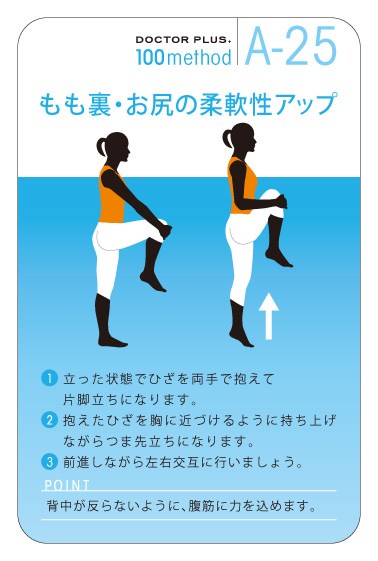 DOCTOR PLUS.
100method
A-25
もも裏・お尻の柔軟性アップ
1 立った状態でひざを両手で抱えて
片脚立ちになります。
2 抱えたひざを胸に近づけるように持ち上げ
ながらつま先立ちになります。
3 前進しながら左右交互に行いましょう。
POINT
背中が反らないように、腹筋に力を込めます。